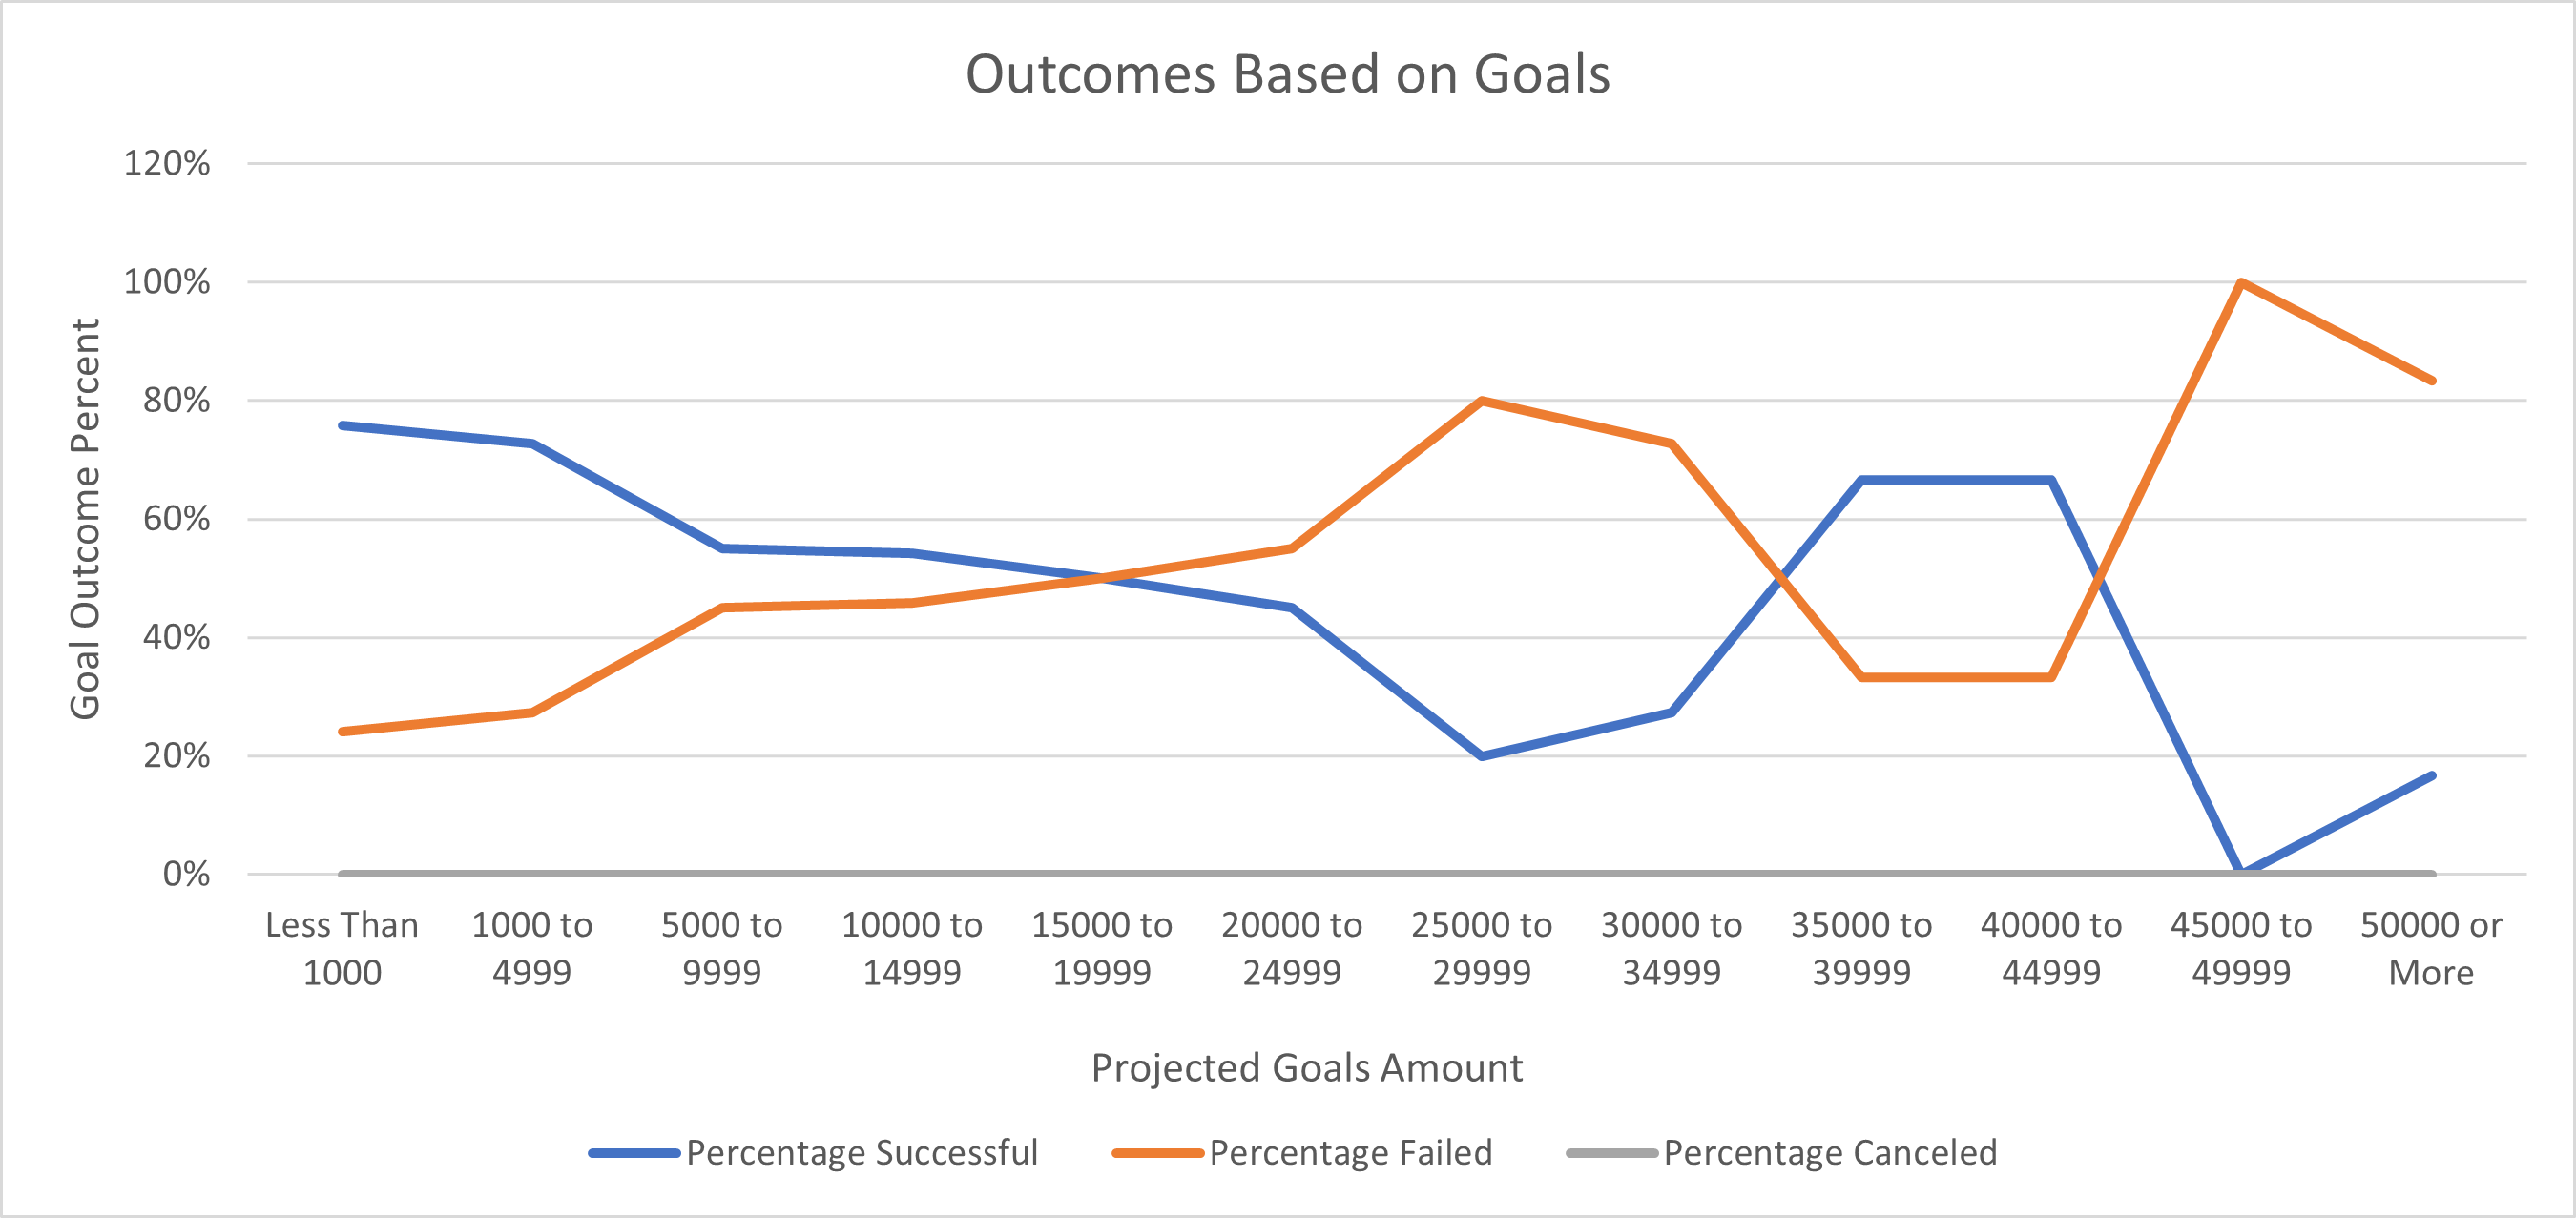 Outcomes Based on Goals
120%
100%
80%
60%
40%
20%
0%
Goal Outcome Percent
Less Than 1000 to 5000 to 10000 to 15000 to 20000 to 25000 to 30000 to 35000 to 40000 to 45000 to 50000 or
1000 4999 9999 14999 19999 24999 29999 34999 39999 44999 49999 More
Projected Goals Amount
Percentage Successful Percentage Failed Percentage Canceled